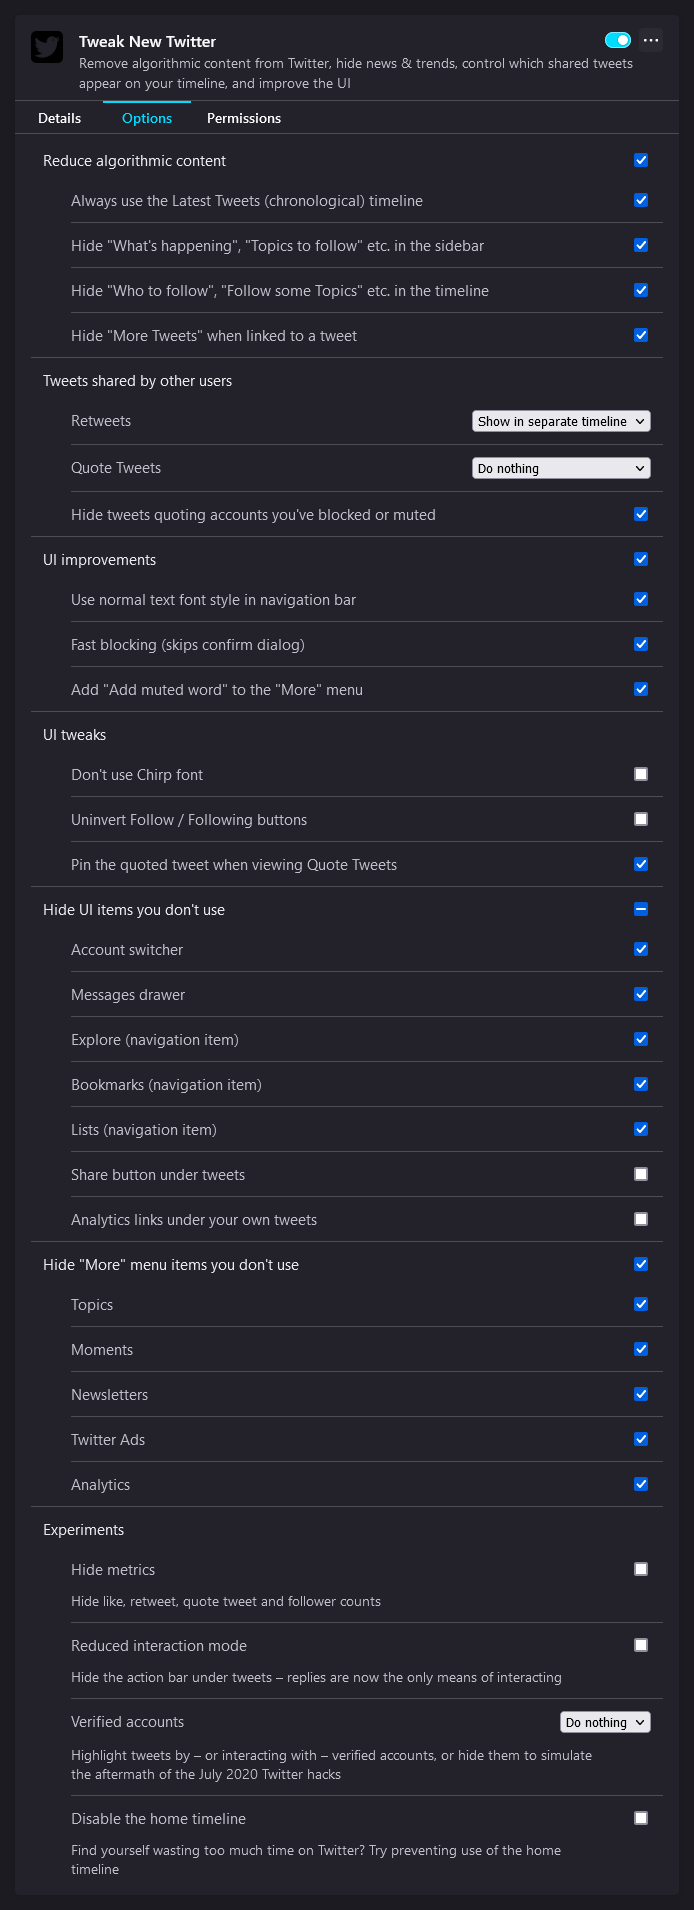 Tweak New Twitter
Remove algorithmic content from Twitter, hide news & trends, control which shared tweets
appear on your timeline, and improve the UI
Details Options Permissions
Reduce algorithmic content
Always use the Latest Tweets (chronological) timeline
Hide "What's happening", "Topics to follow" etc. in the sidebar
Hide "Who to follow", "Follow some Topics" etc. in the timeline
Hide "More Tweets" when linked to a tweet
Tweets shared by other users
Retweets Show in separate timeline
Quote Tweets Do nothing
Hide tweets quoting accounts you've blocked or muted
UI improvements
Use normal text font style in navigation bar
Fast blocking (skips confirm dialog)
Add "Add muted word" to the "More" menu
UI tweaks
Don't use Chirp font
Uninvert Follow / Following buttons
Pin the quoted tweet when viewing Quote Tweets
Hide UI items you don't use
Account switcher
Messages drawer
Explore (navigation item)
Bookmarks (navigation item)
Lists (navigation item)
Share button under tweets
Analytics links under your own tweets
Hide "More" menu items you don't use
Topics
Moments
Newsletters
Twitter Ads
Analytics
Experiments
Hide metrics
Hide like, retweet, quote tweet and follower counts
Reduced interaction mode
Hide the action bar under tweets – replies are now the only means of interacting
Verified accounts Do nothing
Highlight tweets by – or interacting with – verified accounts, or hide them to simulate
the aftermath of the July 2020 Twitter hacks
Disable the home timeline
Find yourself wasting too much time on Twitter? Try preventing use of the home
timeline